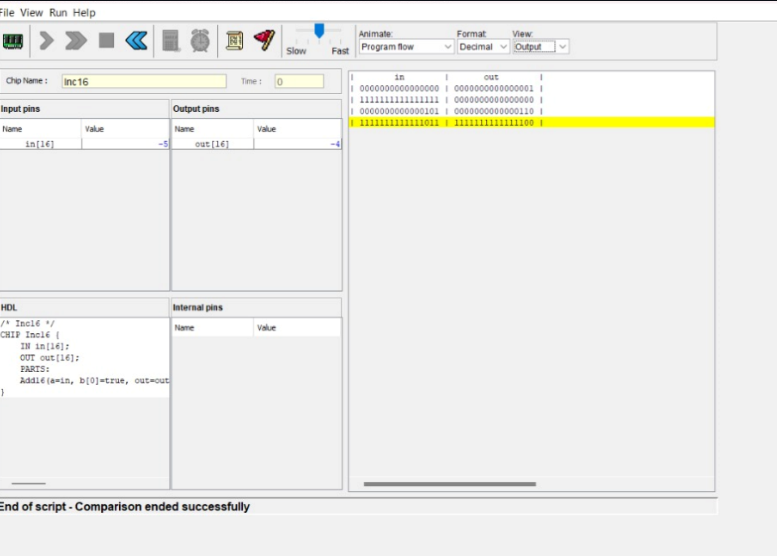 File View Run Help
Animate: Format: View:
Slow Fast Program flow Decimal Output
Chip Name : Inc16 Time : 0
Input pins Output pins
Name Value Name Value
in[16] -5 out[16] -4
| in | out |
| 0000000000000000 | 0000000000000001 |
| 1111111111111111 | 0000000000000000 |
| 0000000000000101 | 0000000000000110 |
| 1111111111111011 | 1111111111111100 |
HDL Internal pins
Name Value
/* Inc16 */
CHIP Inc16 {
IN in[16];
OUT out[16];
PARTS:
Add16(a=in, b[0]=true, out=out
}
End of script - Comparison ended successfully